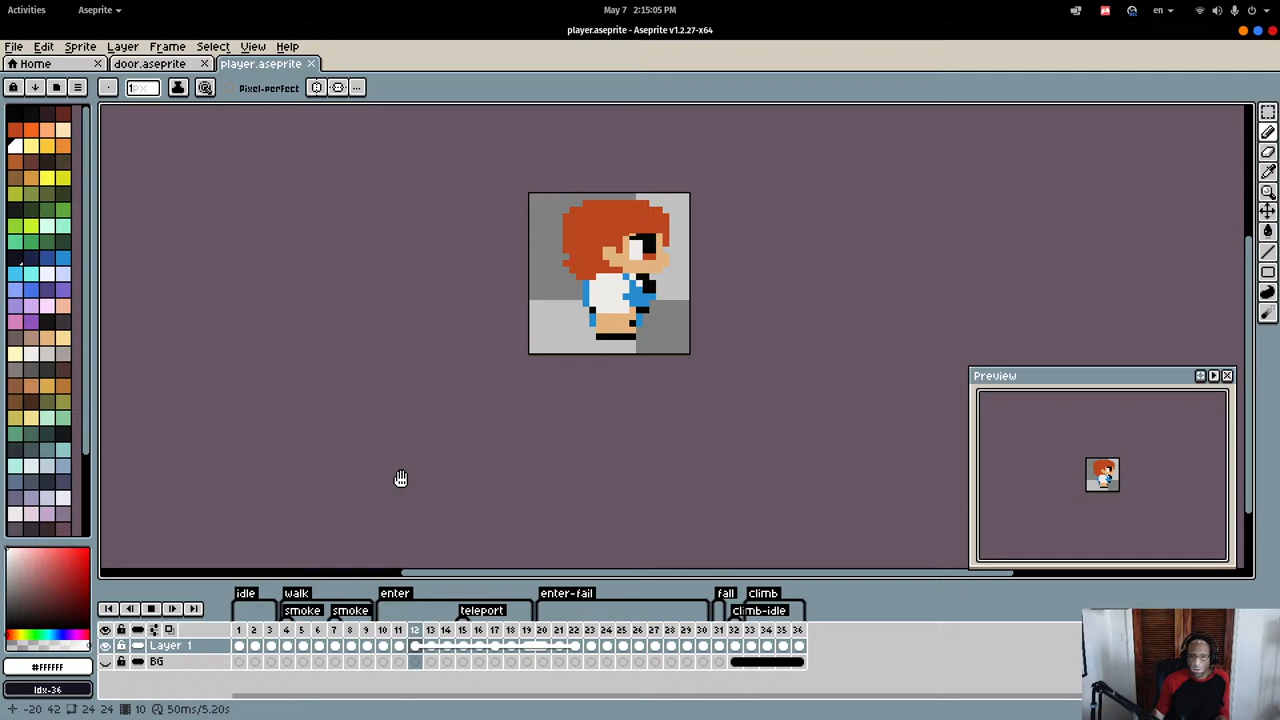 Activities Aseprite May 7 2:15:05 PM en
player.aseprite - Aseprite v1.2.27-x64
File Edit Sprite Layer Frame Select View Help
Home door.aseprite player.aseprite
1px Pixel-perfect
Preview
idle walk enter enter-fail fall climb
smoke smoke teleport climb-idle
1 2 3 4 5 6 7 8 9 10 11 12 13 14 15 16 17 18 19 20 21 22 23 24 25 26 27 28 29 30 31 32 33 34 35 36
Layer 1
BG
#FFFFFF
Idx-36
-20 42 24 24 10 50ms/5.20s